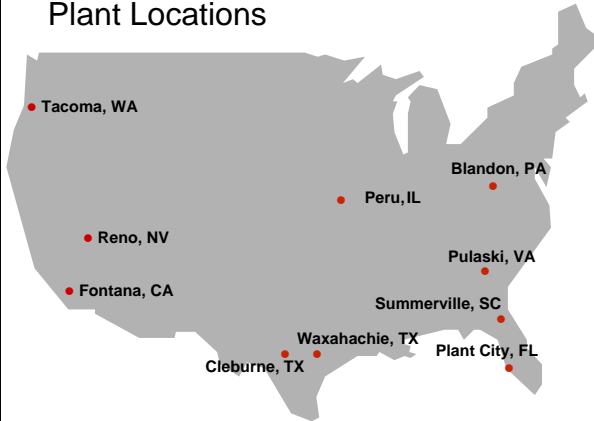 Plant Locations
Tacoma, WA
Blandon, PA
Peru, IL
Reno, NV
Pulaski, VA
Fontana, CA
Summerville, SC
Waxahachie, TX
Plant City, FL
Cleburne, TX